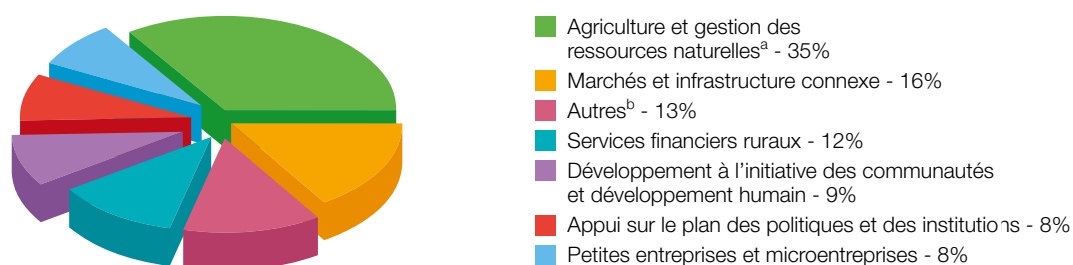 Agriculture et gestion des
ressources naturellesᵃ - 35%
Marchés et infrastructure connexe - 16%
Autresᵇ - 13%
Services financiers ruraux - 12%
Développement à l'initiative des communautés
et développement humain - 9%
Appui sur le plan des politiques et des institutions - 8%
Petites entreprises et microentreprises - 8%